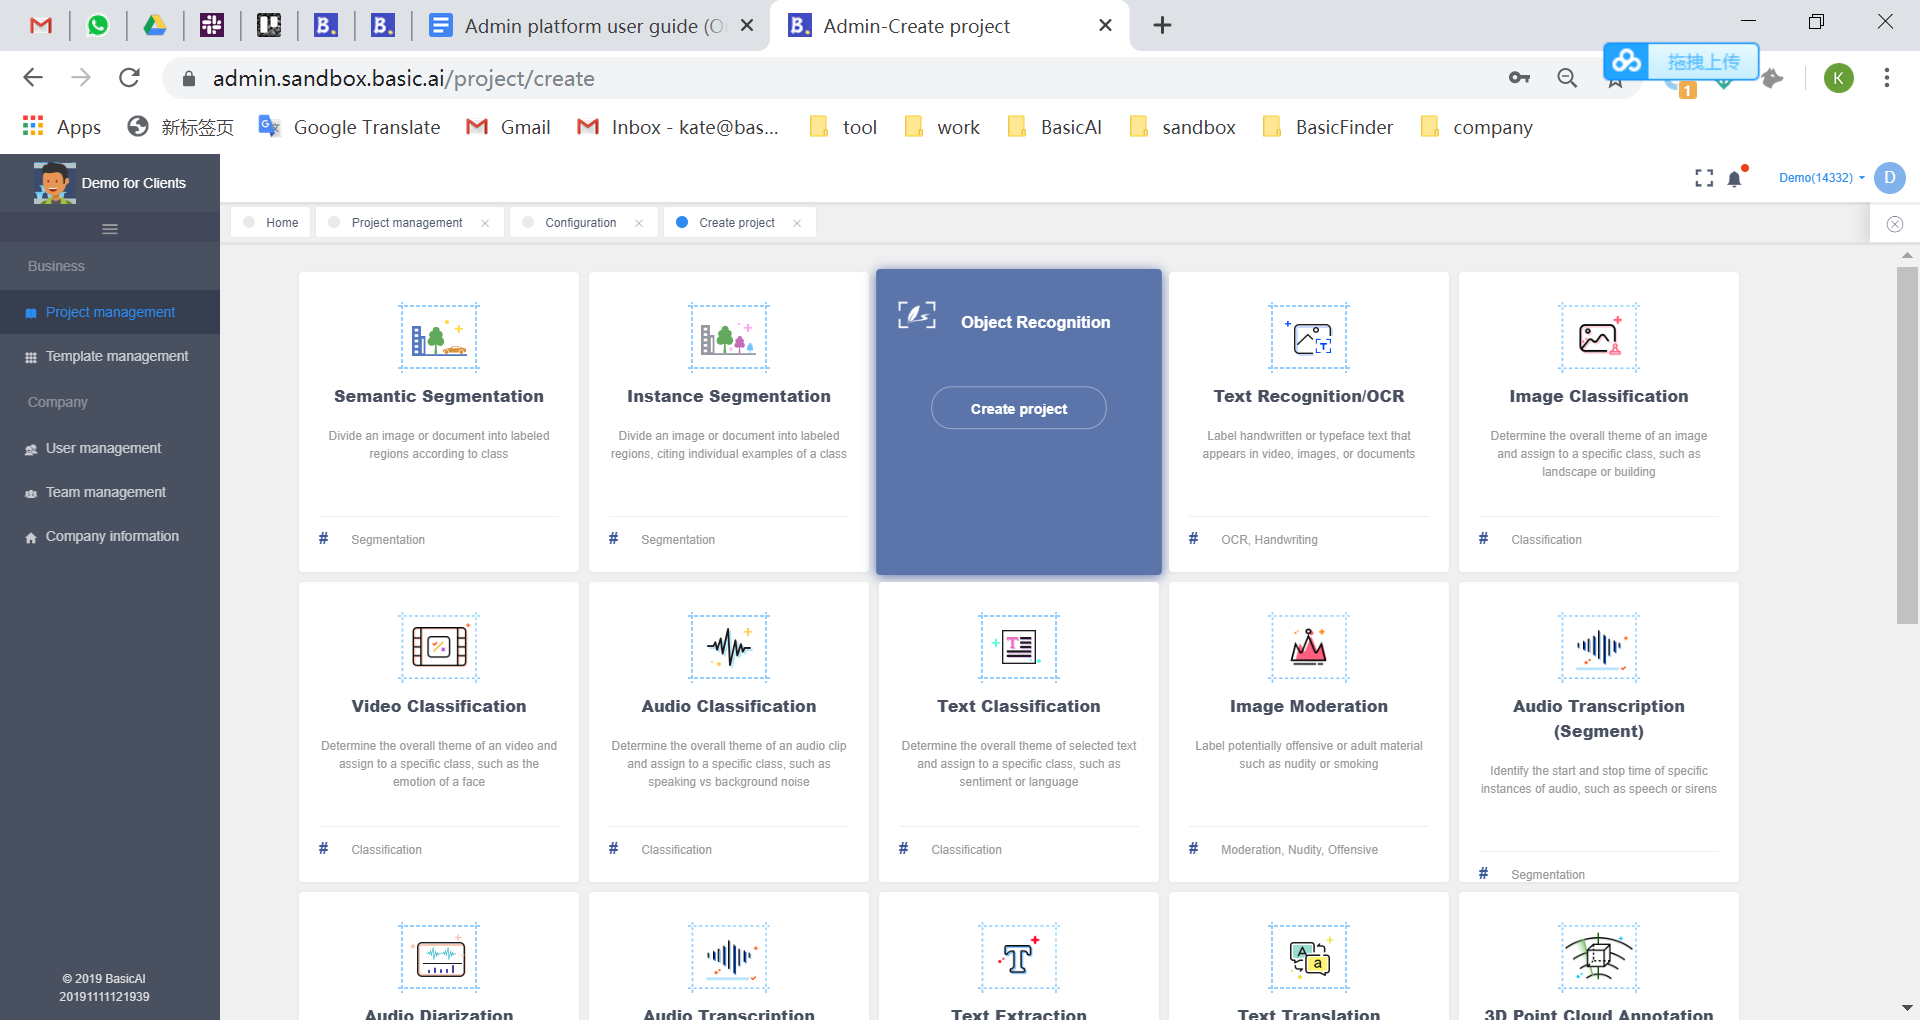 B.
B.
Admin platform user guide (O
B.
Admin-Create project
admin.sandbox.basic.ai/project/create
拖拽上传
1
K
Apps
新标签页
Google Translate
Gmail
Inbox - kate@bas...
tool
work
BasicAI
sandbox
BasicFinder
company
Demo for Clients
Demo(14332)
D
Home
Project management
Configuration
Create project
Business
Project management
Template management
Company
User management
Team management
Company information
© 2019 BasicAI
20191111121939
Semantic Segmentation
Divide an image or document into labeled
regions according to class
# Segmentation
Instance Segmentation
Divide an image or document into labeled
regions, citing individual examples of a class
# Segmentation
Object Recognition
Create project
Text Recognition/OCR
Label handwritten or typeface text that
appears in video, images, or documents
# OCR, Handwriting
Image Classification
Determine the overall theme of an image
and assign to a specific class, such as
landscape or building
# Classification
Video Classification
Determine the overall theme of an video and
assign to a specific class, such as the
emotion of a face
# Classification
Audio Classification
Determine the overall theme of an audio clip
and assign to a specific class, such as
speaking vs background noise
# Classification
Text Classification
Determine the overall theme of selected text
and assign to a specific class, such as
sentiment or language
# Classification
Image Moderation
Label potentially offensive or adult material
such as nudity or smoking
# Moderation, Nudity, Offensive
Audio Transcription
(Segment)
Identify the start and stop time of specific
instances of audio, such as speech or sirens
# Segmentation
Audio Diarization
Audio Transcription
Text Extraction
Text Translation
3D Point Cloud Annotation